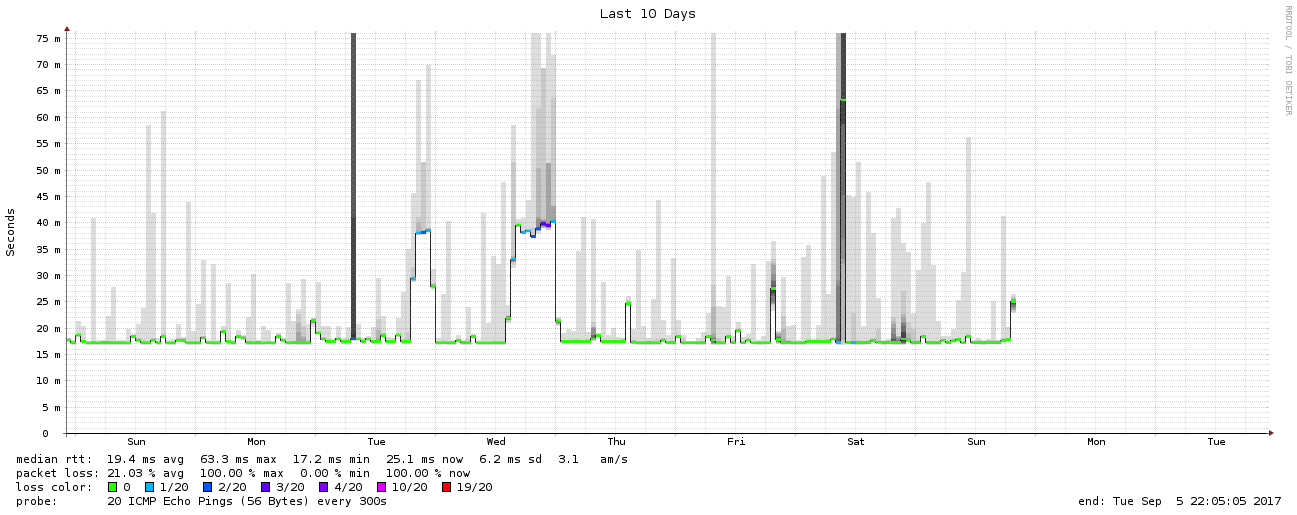 Last 10 Days
RRDTOOL / TOBI OETIKER
Seconds
75 m
70 m
65 m
60 m
55 m
50 m
45 m
40 m
35 m
30 m
25 m
20 m
15 m
10 m
5 m
0
Sun Mon Tue Wed Thu Fri Sat Sun Mon Tue
median rtt: 19.4 ms avg 63.3 ms max 17.2 ms min 25.1 ms now 6.2 ms sd 3.1 am/s
packet loss: 21.03 % avg 100.00 % max 0.00 % min 100.00 % now
loss color: 0 1/20 2/20 3/20 4/20 10/20 19/20
probe: 20 ICMP Echo Pings (56 Bytes) every 300s end: Tue Sep 5 22:05:05 2017